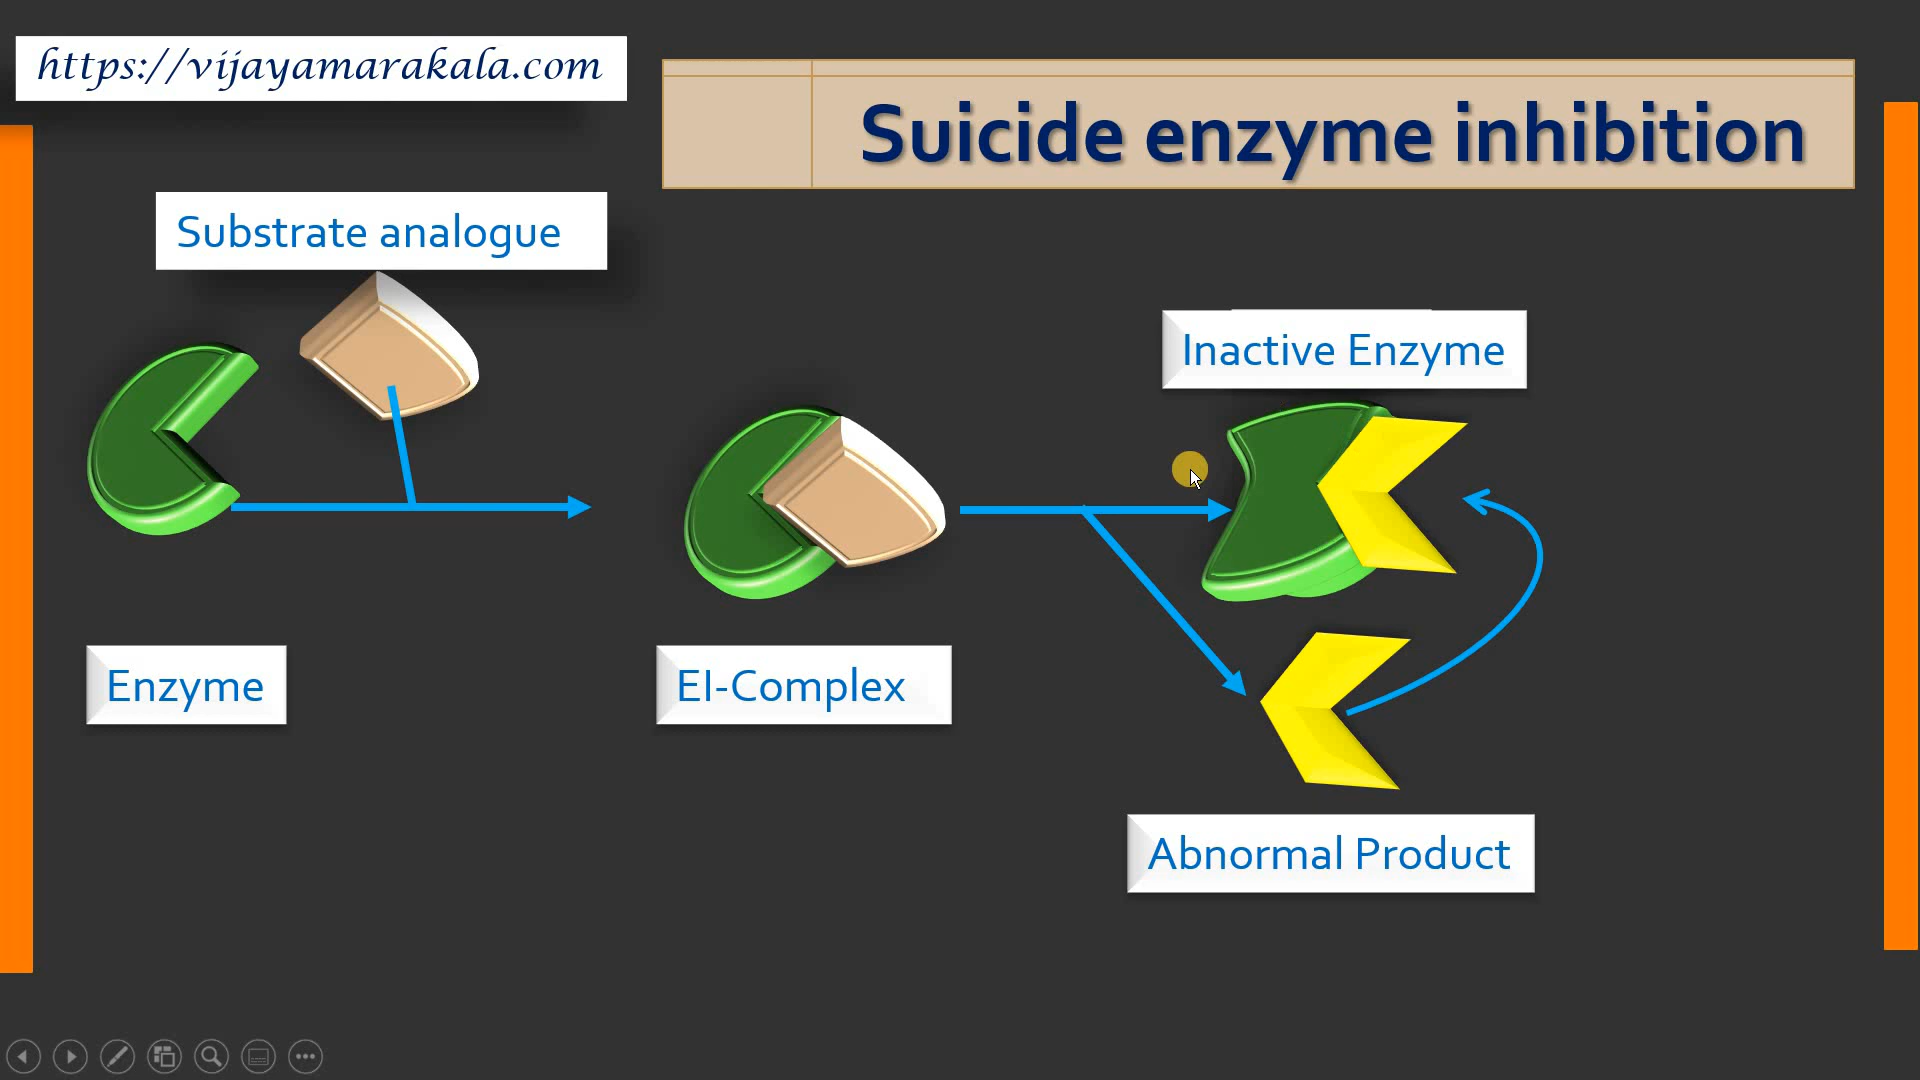 https://vijayamarakala.com
Suicide enzyme inhibition
Substrate analogue
Inactive Enzyme
Enzyme
EI-Complex
Abnormal Product